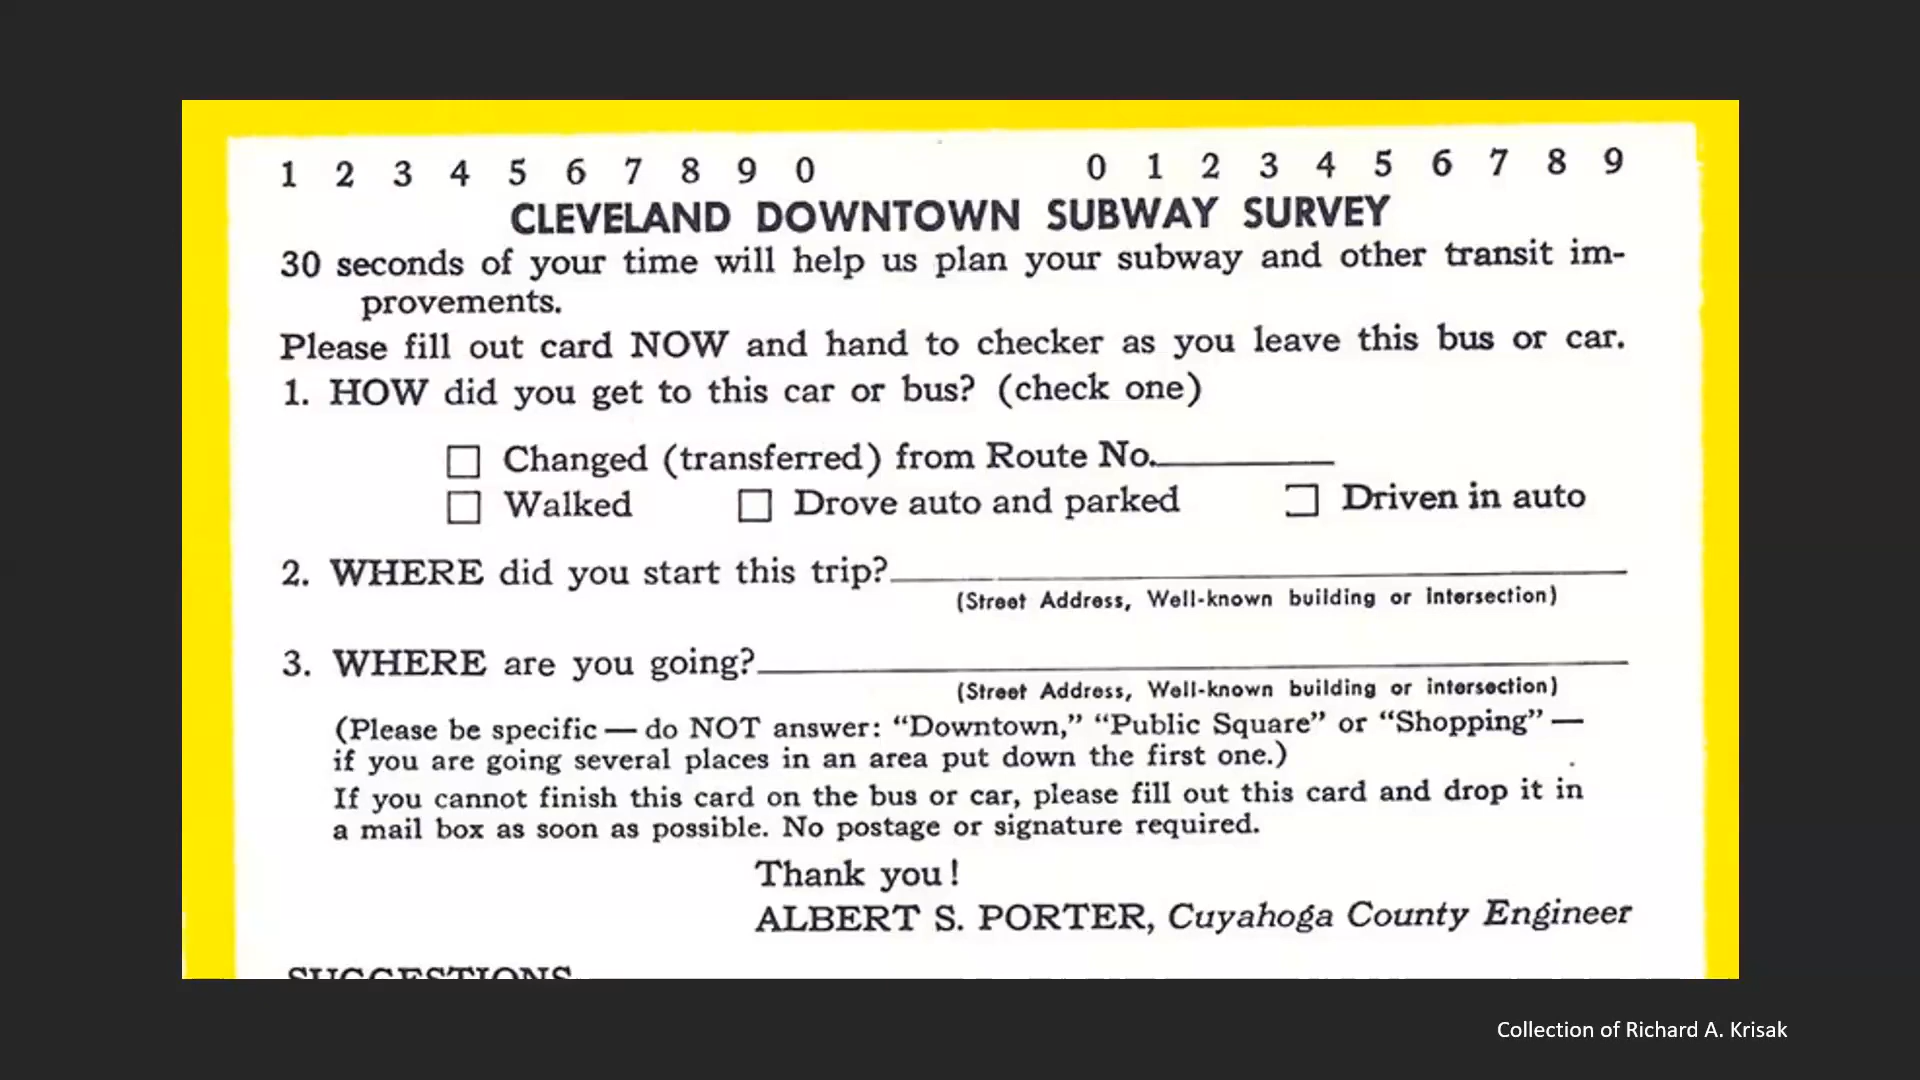 1 2 3 4 5 6 7 8 9 0 0 1 2 3 4 5 6 7 8 9
CLEVELAND DOWNTOWN SUBWAY SURVEY
30 seconds of your time will help us plan your subway and other transit im-
provements.
Please fill out card NOW and hand to checker as you leave this bus or car.
1. HOW did you get to this car or bus? (check one)
Changed (transferred) from Route No.
Walked Drove auto and parked Driven in auto
2. WHERE did you start this trip?
(Street Address, Well-known building or intersection)
3. WHERE are you going?
(Street Address, Well-known building or intersection)
(Please be specific — do NOT answer: “Downtown,” “Public Square” or “Shopping” —
if you are going several places in an area put down the first one.)
If you cannot finish this card on the bus or car, please fill out this card and drop it in
a mail box as soon as possible. No postage or signature required.
Thank you!
ALBERT S. PORTER, Cuyahoga County Engineer
SUGGESTIONS
Collection of Richard A. Krisak